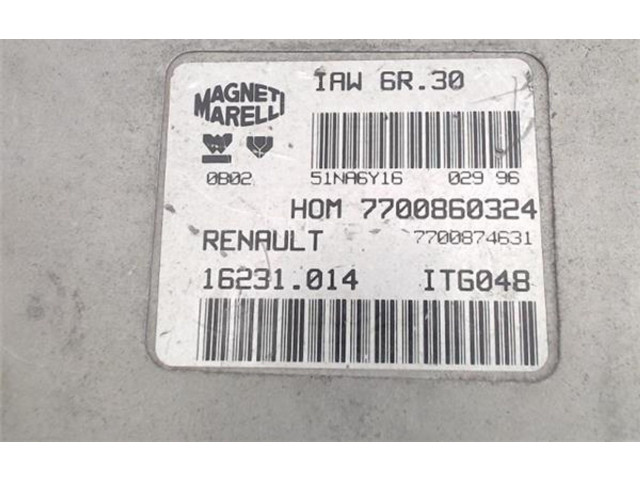 MAGNETI
MARELLI
IAW 6R.30
0B02
51NA6Y16 029 96
HOM 7700860324
RENAULT 7700874631
16231.014 ITG048